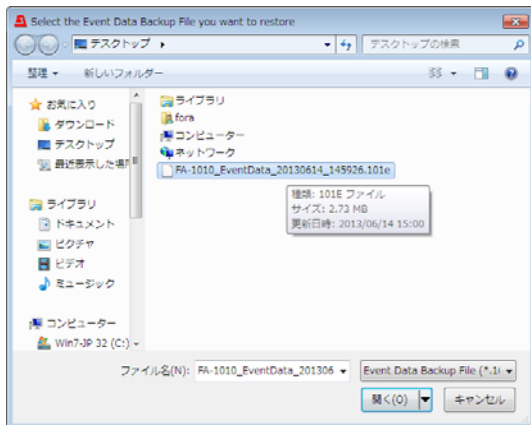 Select the Event Data Backup File you want to restore
デスクトップ
デスクトップの検索
整理
新しいフォルダー
お気に入り
ダウンロード
デスクトップ
最近表示した場所
ライブラリ
ドキュメント
ピクチャ
ビデオ
ミュージック
コンピューター
Win7-JP 32 (C:)
ライブラリ
fora
コンピューター
ネットワーク
FA-1010_EventData_20130614_145926.101e
種類: 101E ファイル
サイズ: 2.73 MB
更新日時: 2013/06/14 15:00
ファイル名(N): FA-1010_EventData_201306
Event Data Backup File (*.10
開く(O)
キャンセル